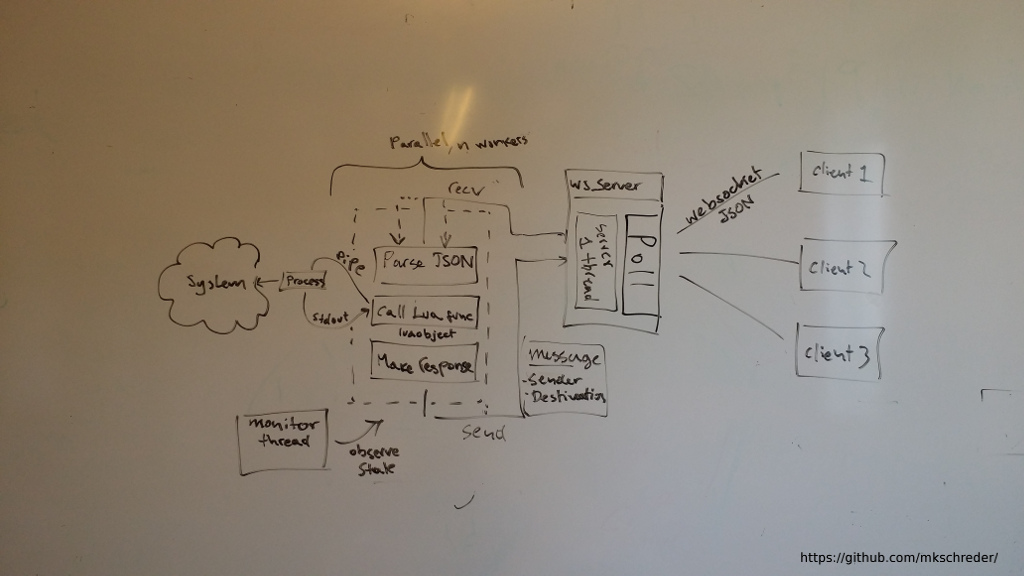 Parallel, n workers
recv
ws_server
server
1 thread
Poll
websocket
JSON
client 1
client 2
client 3
System
Process
Pipe
Stdout
Parse JSON
Call Lua func
luaobject
Make response
message
- Sender
- Destination
send
monitor
thread
observe
State
https://github.com/mkschreder/